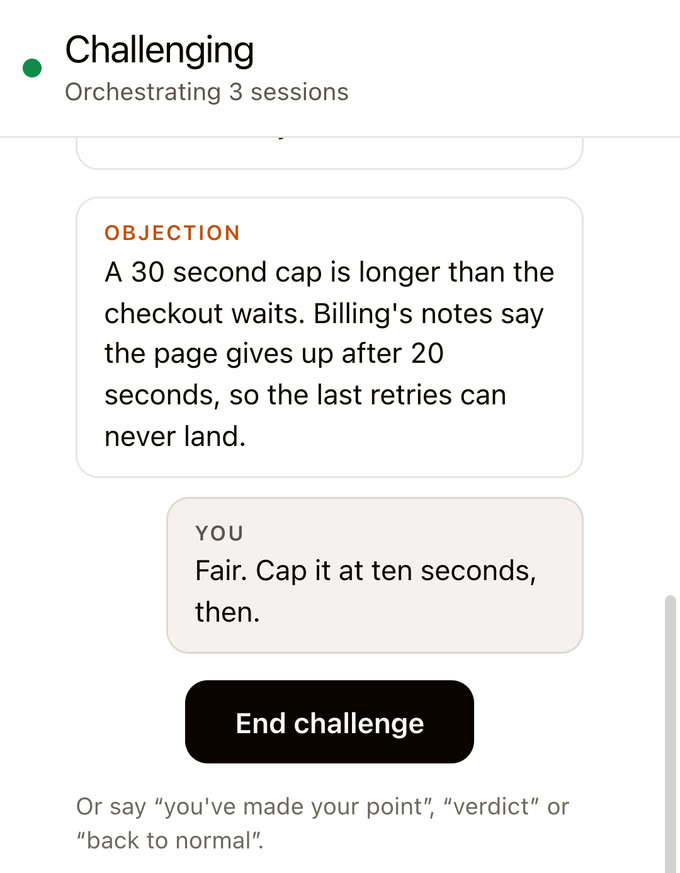 Challenging
Orchestrating 3 sessions
OBJECTION
A 30 second cap is longer than the
checkout waits. Billing's notes say
the page gives up after 20
seconds, so the last retries can
never land.
YOU
Fair. Cap it at ten seconds,
then.
End challenge
Or say “you've made your point”, “verdict” or
“back to normal”.